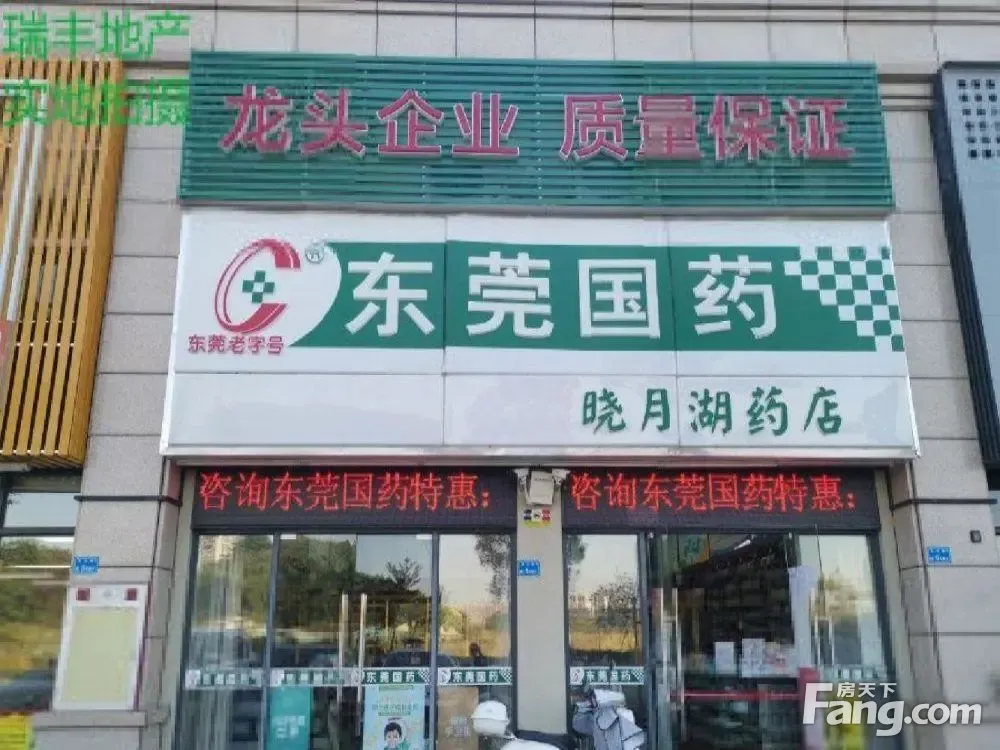 瑞丰地产
实地拍摄
龙头企业 质量保证
东莞国药
东莞老字号
晓月湖药店
咨询东莞国药特惠:
咨询东莞国药特惠:
东莞国药
东莞国药
东莞国药
房天下
Fang.com